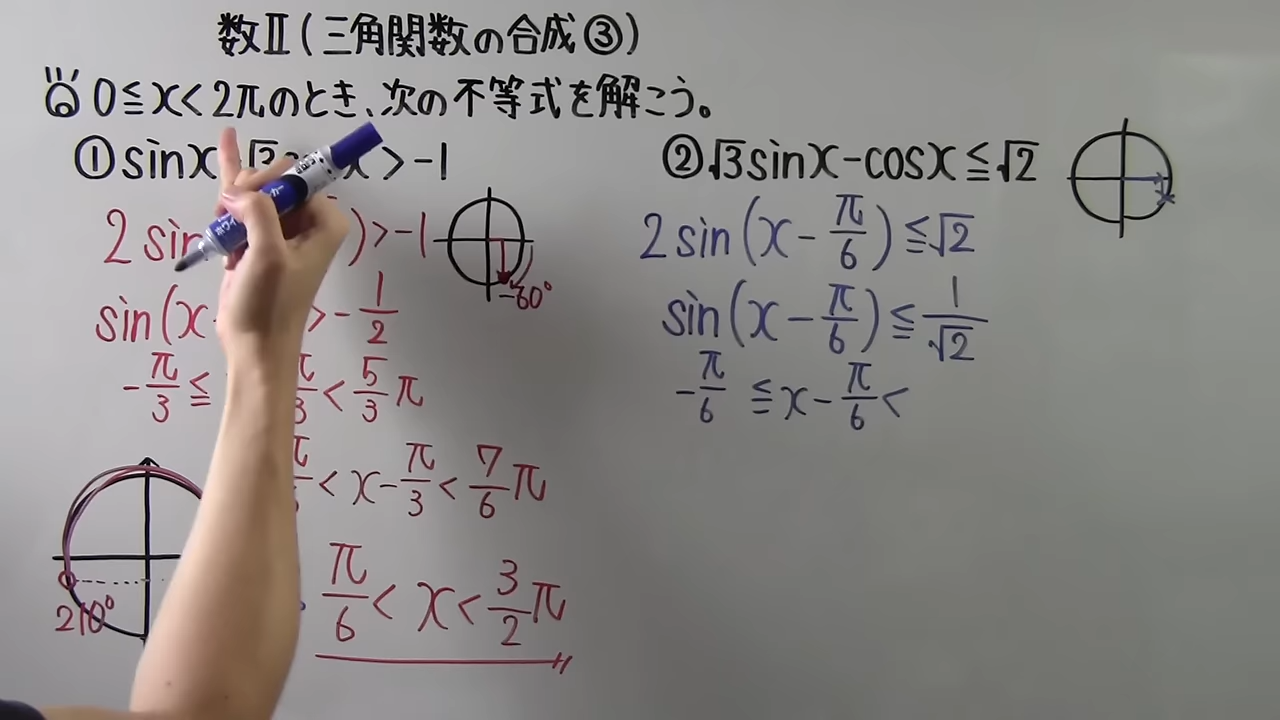 数Ⅱ(三角関数の合成③)
0≦x<2πのとき、次の不等式を解こう。
①sinx x>-1
2sin )>-1
-60°
sin(x >-1/2
-π/3≦ π/3<5/3π
<x-π/3<7/6π
210°
π/6<x<3/2π
②√3sinx-cosx≦√2
2sin(x-π/6)≦√2
sin(x-π/6)≦1/√2
-π/6≦x-π/6<